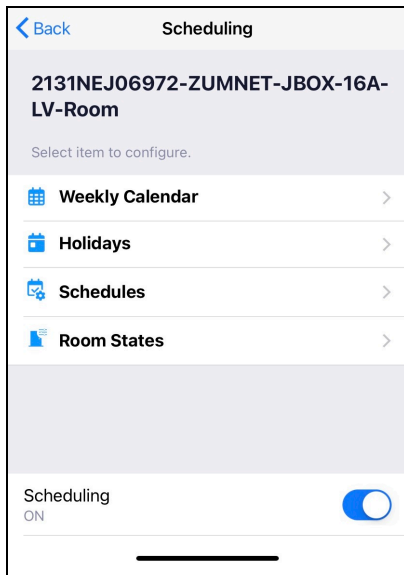 Back
Scheduling
2131NEJ06972-ZUMNET-JBOX-16A-
LV-Room
Select item to configure.
Weekly Calendar
Holidays
Schedules
Room States
Scheduling
ON